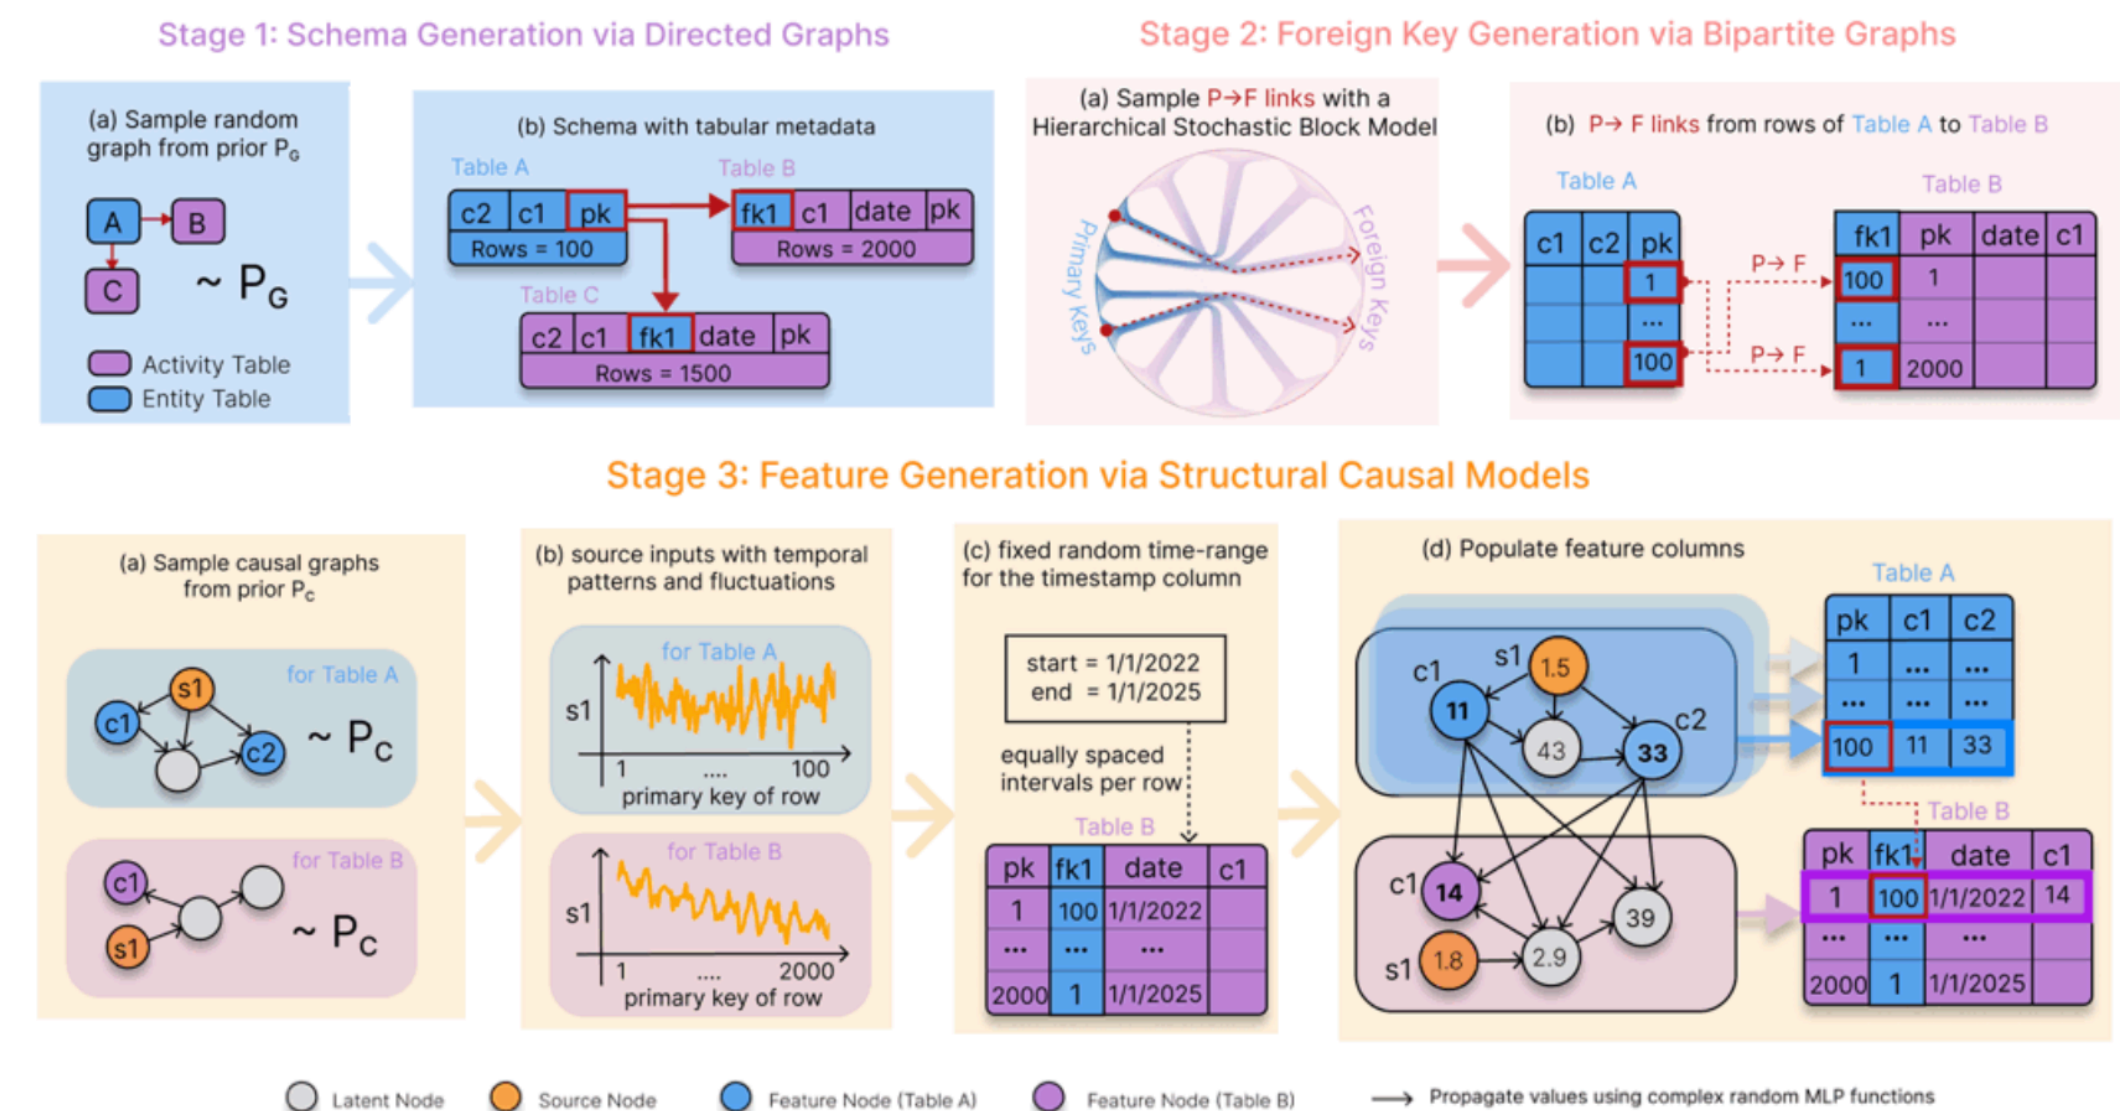 Stage 1: Schema Generation via Directed Graphs
(a) Sample random
graph from prior P_G
A
B
C
~ P_G
Activity Table
Entity Table
(b) Schema with tabular metadata
Table A
c2 c1 pk
Rows = 100
Table B
fk1 c1 date pk
Rows = 2000
Table C
c2 c1 fk1 date pk
Rows = 1500
Stage 2: Foreign Key Generation via Bipartite Graphs
(a) Sample P→F links with a
Hierarchical Stochastic Block Model
Primary Keys
Foreign Keys
(b) P→ F links from rows of Table A to Table B
Table A
c1 c2 pk
1
...
100
P→ F
P→ F
Table B
fk1 pk date c1
100 1
... ...
1 2000
Stage 3: Feature Generation via Structural Causal Models
(a) Sample causal graphs
from prior P_C
for Table A
s1
c1
c2
~ P_C
for Table B
c1
s1
~ P_C
(b) source inputs with temporal
patterns and fluctuations
for Table A
s1
1 .... 100
primary key of row
for Table B
s1
1 .... 2000
primary key of row
(c) fixed random time-range
for the timestamp column
start = 1/1/2022
end = 1/1/2025
equally spaced
intervals per row
Table B
pk fk1 date c1
1 100 1/1/2022
... ... ...
2000 1 1/1/2025
(d) Populate feature columns
s1 1.5
c1 11
43
c2 33
c1 14
39
s1 1.8
2.9
Table A
pk c1 c2
1 ... ...
... ... ...
100 11 33
Table B
pk fk1 date c1
1 100 1/1/2022 14
... ... ...
2000 1 1/1/2025
Latent Node
Source Node
Feature Node (Table A)
Feature Node (Table B)
Propagate values using complex random MLP functions